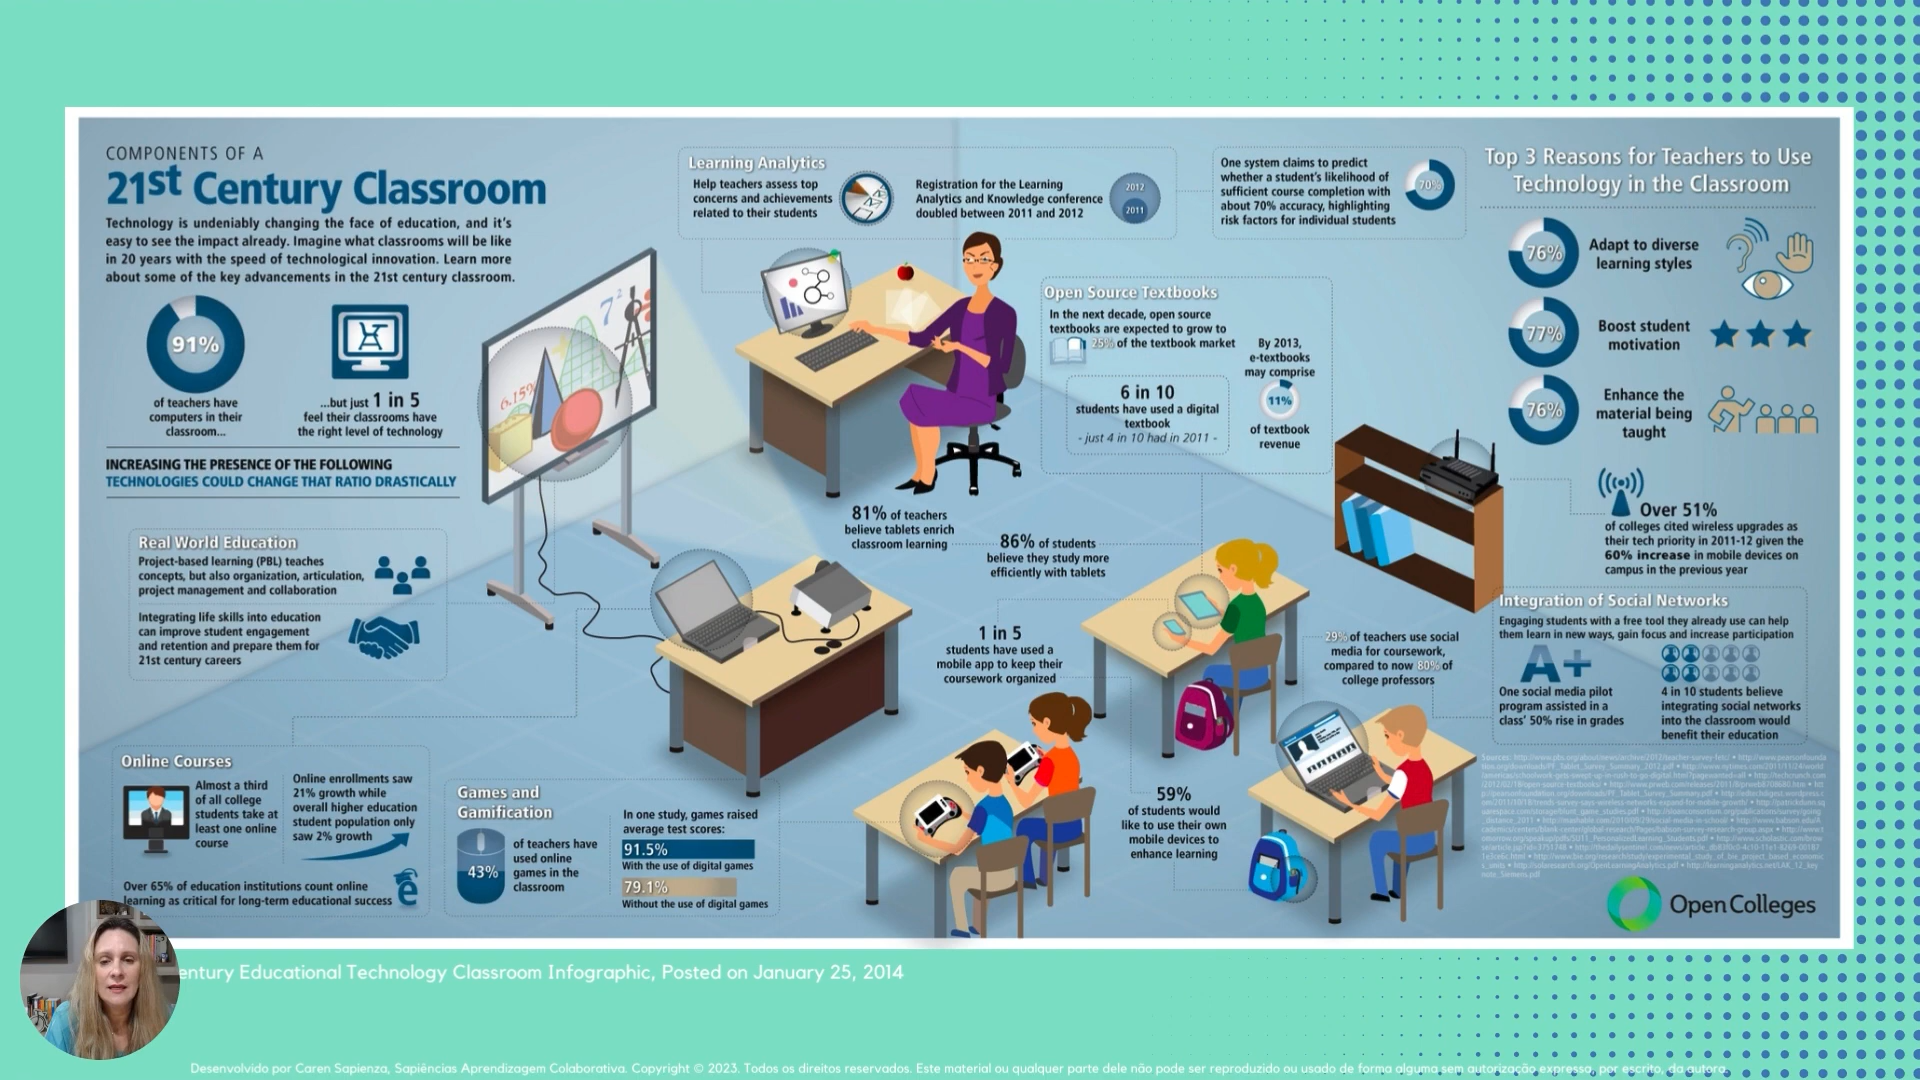 COMPONENTS OF A
21st Century Classroom
Technology is undeniably changing the face of education, and it's
easy to see the impact already. Imagine what classrooms will be like
in 20 years with the speed of technological innovation. Learn more
about some of the key advancements in the 21st century classroom.
91%
of teachers have
computers in their
classroom...
...but just 1 in 5
feel their classrooms have
the right level of technology
INCREASING THE PRESENCE OF THE FOLLOWING
TECHNOLOGIES COULD CHANGE THAT RATIO DRASTICALLY
Real World Education
Project-based learning (PBL) teaches
concepts, but also organization, articulation,
project management and collaboration
Integrating life skills into education
can improve student engagement
and retention and prepare them for
21st century careers
Online Courses
Almost a third
of all college
students take at
least one online
course
Online enrollments saw
21% growth while
overall higher education
student population only
saw 2% growth
Over 65% of education institutions count online
learning as critical for long-term educational success
Games and
Gamification
43%
of teachers have
used online
games in the
classroom
In one study, games raised
average test scores:
91.5%
With the use of digital games
79.1%
Without the use of digital games
6.15%
7²
Learning Analytics
Help teachers assess top
concerns and achievements
related to their students
Registration for the Learning
Analytics and Knowledge conference
doubled between 2011 and 2012
2012
2011
One system claims to predict
whether a student's likelihood of
sufficient course completion with
about 70% accuracy, highlighting
risk factors for individual students
70%
Open Source Textbooks
In the next decade, open source
textbooks are expected to grow to
25% of the textbook market
6 in 10
students have used a digital
textbook
- just 4 in 10 had in 2011 -
By 2013,
e-textbooks
may comprise
11%
of textbook
revenue
81% of teachers
believe tablets enrich
classroom learning
86% of students
believe they study more
efficiently with tablets
1 in 5
students have used a
mobile app to keep their
coursework organized
59%
of students would
like to use their own
mobile devices to
enhance learning
29% of teachers use social
media for coursework,
compared to now 80% of
college professors
Top 3 Reasons for Teachers to Use
Technology in the Classroom
76%
Adapt to diverse
learning styles
77%
Boost student
motivation
76%
Enhance the
material being
taught
Over 51%
of colleges cited wireless upgrades as
their tech priority in 2011-12 given the
60% increase in mobile devices on
campus in the previous year
Integration of Social Networks
Engaging students with a free tool they already use can help
them learn in new ways, gain focus and increase participation
A+
One social media pilot
program assisted in a
class' 50% rise in grades
4 in 10 students believe
integrating social networks
into the classroom would
benefit their education
Open Colleges
entury Educational Technology Classroom Infographic, Posted on January 25, 2014
Desenvolvido por Caren Sapienza, Sapiências Aprendizagem Colaborativa. Copyright © 2023. Todos os direitos reservados. Este material ou qualquer parte dele não pode ser reproduzido ou usado de forma alguma sem autorização expressa, por escrito, da autora.